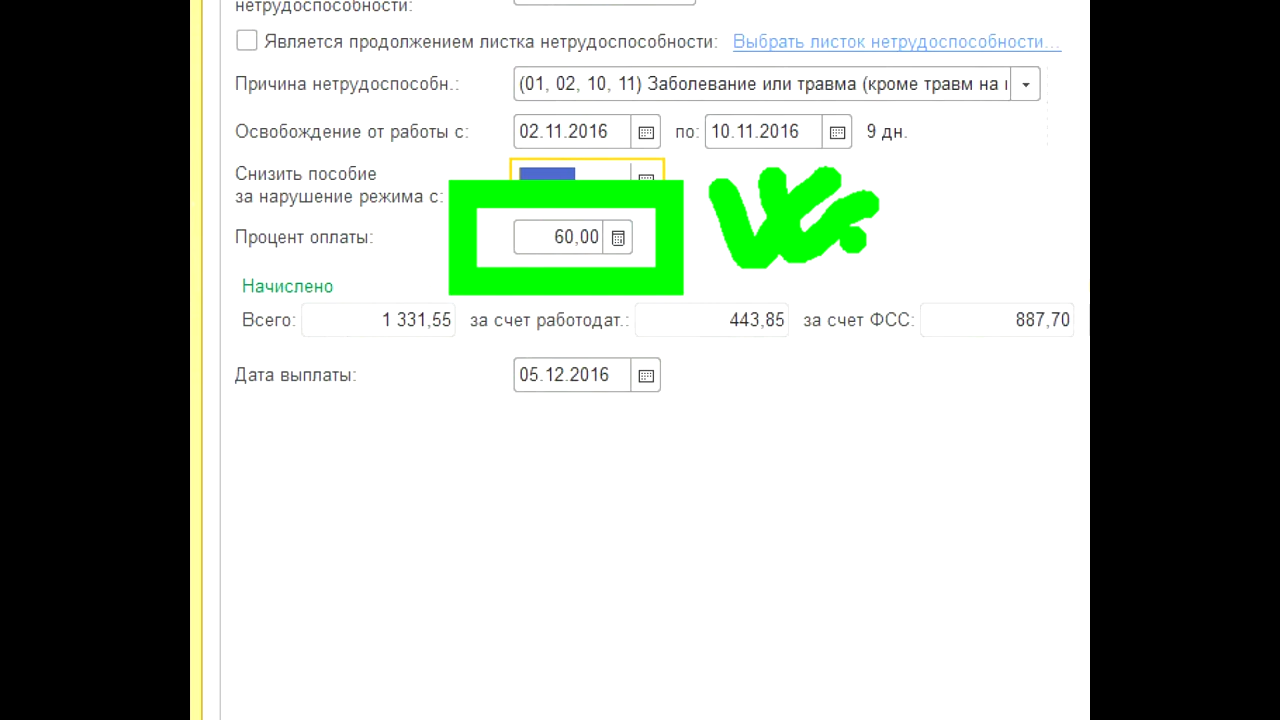 нетрудоспособности:
Является продолжением листка нетрудоспособности: Выбрать листок нетрудоспособности...
Причина нетрудоспособн.: (01, 02, 10, 11) Заболевание или травма (кроме травм на
Освобождение от работы с: 02.11.2016 по: 10.11.2016 9 дн.
Снизить пособие
за нарушение режима с:
Процент оплаты: 60,00
Начислено
Всего: 1 331,55 за счет работодат.: 443,85 за счет ФСС: 887,70
Дата выплаты: 05.12.2016